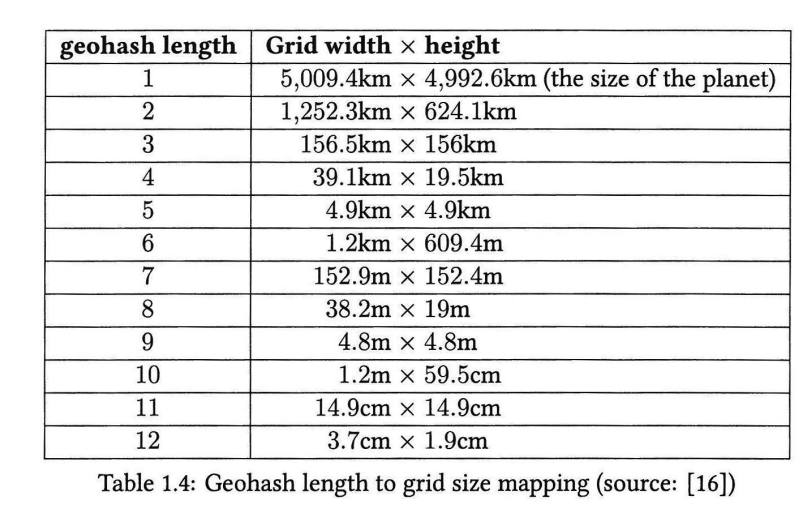 geohash length Grid width × height
1 5,009.4km × 4,992.6km (the size of the planet)
2 1,252.3km × 624.1km
3 156.5km × 156km
4 39.1km × 19.5km
5 4.9km × 4.9km
6 1.2km × 609.4m
7 152.9m × 152.4m
8 38.2m × 19m
9 4.8m × 4.8m
10 1.2m × 59.5cm
11 14.9cm × 14.9cm
12 3.7cm × 1.9cm
Table 1.4: Geohash length to grid size mapping (source: [16])